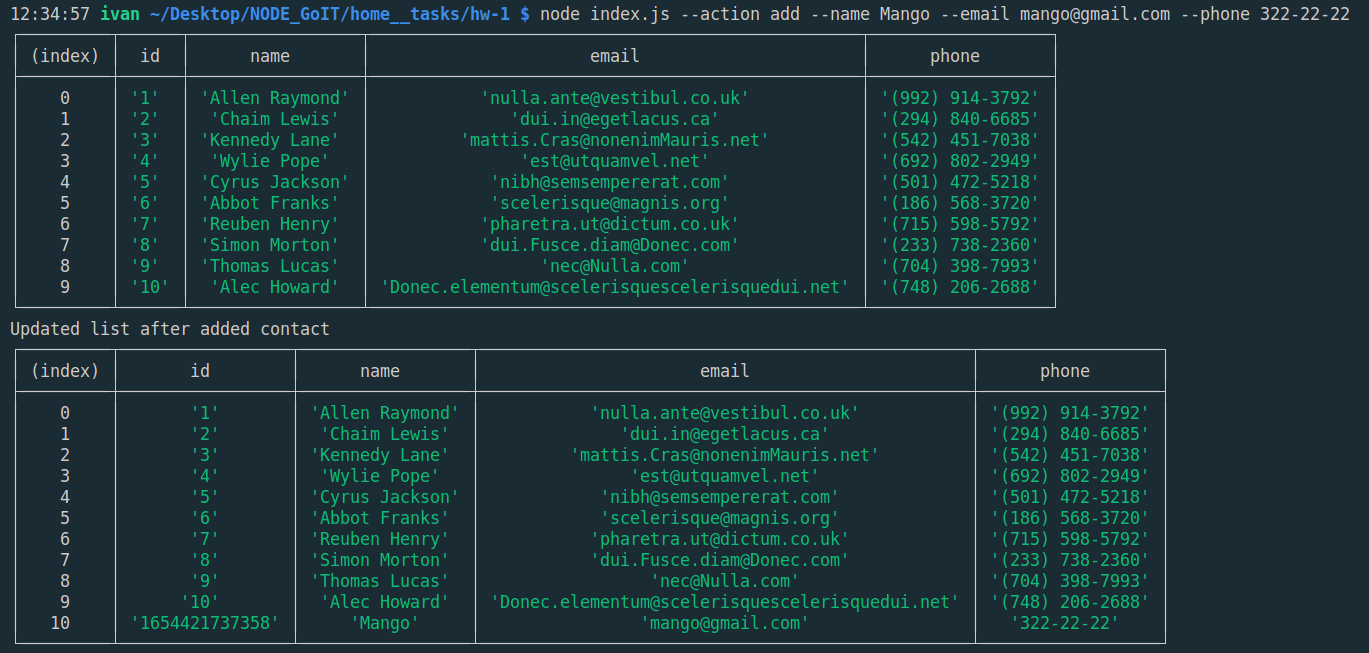 12:34:57 ivan ~/Desktop/NODE_GoIT/home__tasks/hw-1 $ node index.js --action add --name Mango --email mango@gmail.com --phone 322-22-22
(index) id name email phone
0 '1' 'Allen Raymond' 'nulla.ante@vestibul.co.uk' '(992) 914-3792'
1 '2' 'Chaim Lewis' 'dui.in@egetlacus.ca' '(294) 840-6685'
2 '3' 'Kennedy Lane' 'mattis.Cras@nonenimMauris.net' '(542) 451-7038'
3 '4' 'Wylie Pope' 'est@utquamvel.net' '(692) 802-2949'
4 '5' 'Cyrus Jackson' 'nibh@semsempererat.com' '(501) 472-5218'
5 '6' 'Abbot Franks' 'scelerisque@magnis.org' '(186) 568-3720'
6 '7' 'Reuben Henry' 'pharetra.ut@dictum.co.uk' '(715) 598-5792'
7 '8' 'Simon Morton' 'dui.Fusce.diam@Donec.com' '(233) 738-2360'
8 '9' 'Thomas Lucas' 'nec@Nulla.com' '(704) 398-7993'
9 '10' 'Alec Howard' 'Donec.elementum@scelerisquescelerisquedui.net' '(748) 206-2688'
Updated list after added contact
(index) id name email phone
0 '1' 'Allen Raymond' 'nulla.ante@vestibul.co.uk' '(992) 914-3792'
1 '2' 'Chaim Lewis' 'dui.in@egetlacus.ca' '(294) 840-6685'
2 '3' 'Kennedy Lane' 'mattis.Cras@nonenimMauris.net' '(542) 451-7038'
3 '4' 'Wylie Pope' 'est@utquamvel.net' '(692) 802-2949'
4 '5' 'Cyrus Jackson' 'nibh@semsempererat.com' '(501) 472-5218'
5 '6' 'Abbot Franks' 'scelerisque@magnis.org' '(186) 568-3720'
6 '7' 'Reuben Henry' 'pharetra.ut@dictum.co.uk' '(715) 598-5792'
7 '8' 'Simon Morton' 'dui.Fusce.diam@Donec.com' '(233) 738-2360'
8 '9' 'Thomas Lucas' 'nec@Nulla.com' '(704) 398-7993'
9 '10' 'Alec Howard' 'Donec.elementum@scelerisquescelerisquedui.net' '(748) 206-2688'
10 '1654421737358' 'Mango' 'mango@gmail.com' '322-22-22'